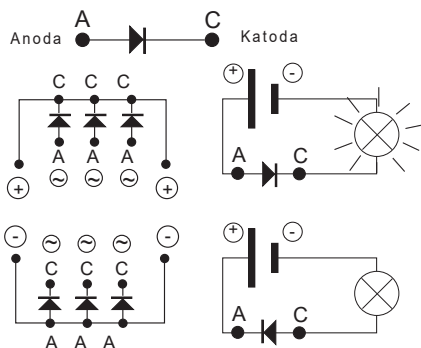 Anoda A C Katoda
C C C
A A A
+ ~ ~ ~ +
+ -
A C
- ~ ~ ~ -
C C C
A A A
+ -
A C